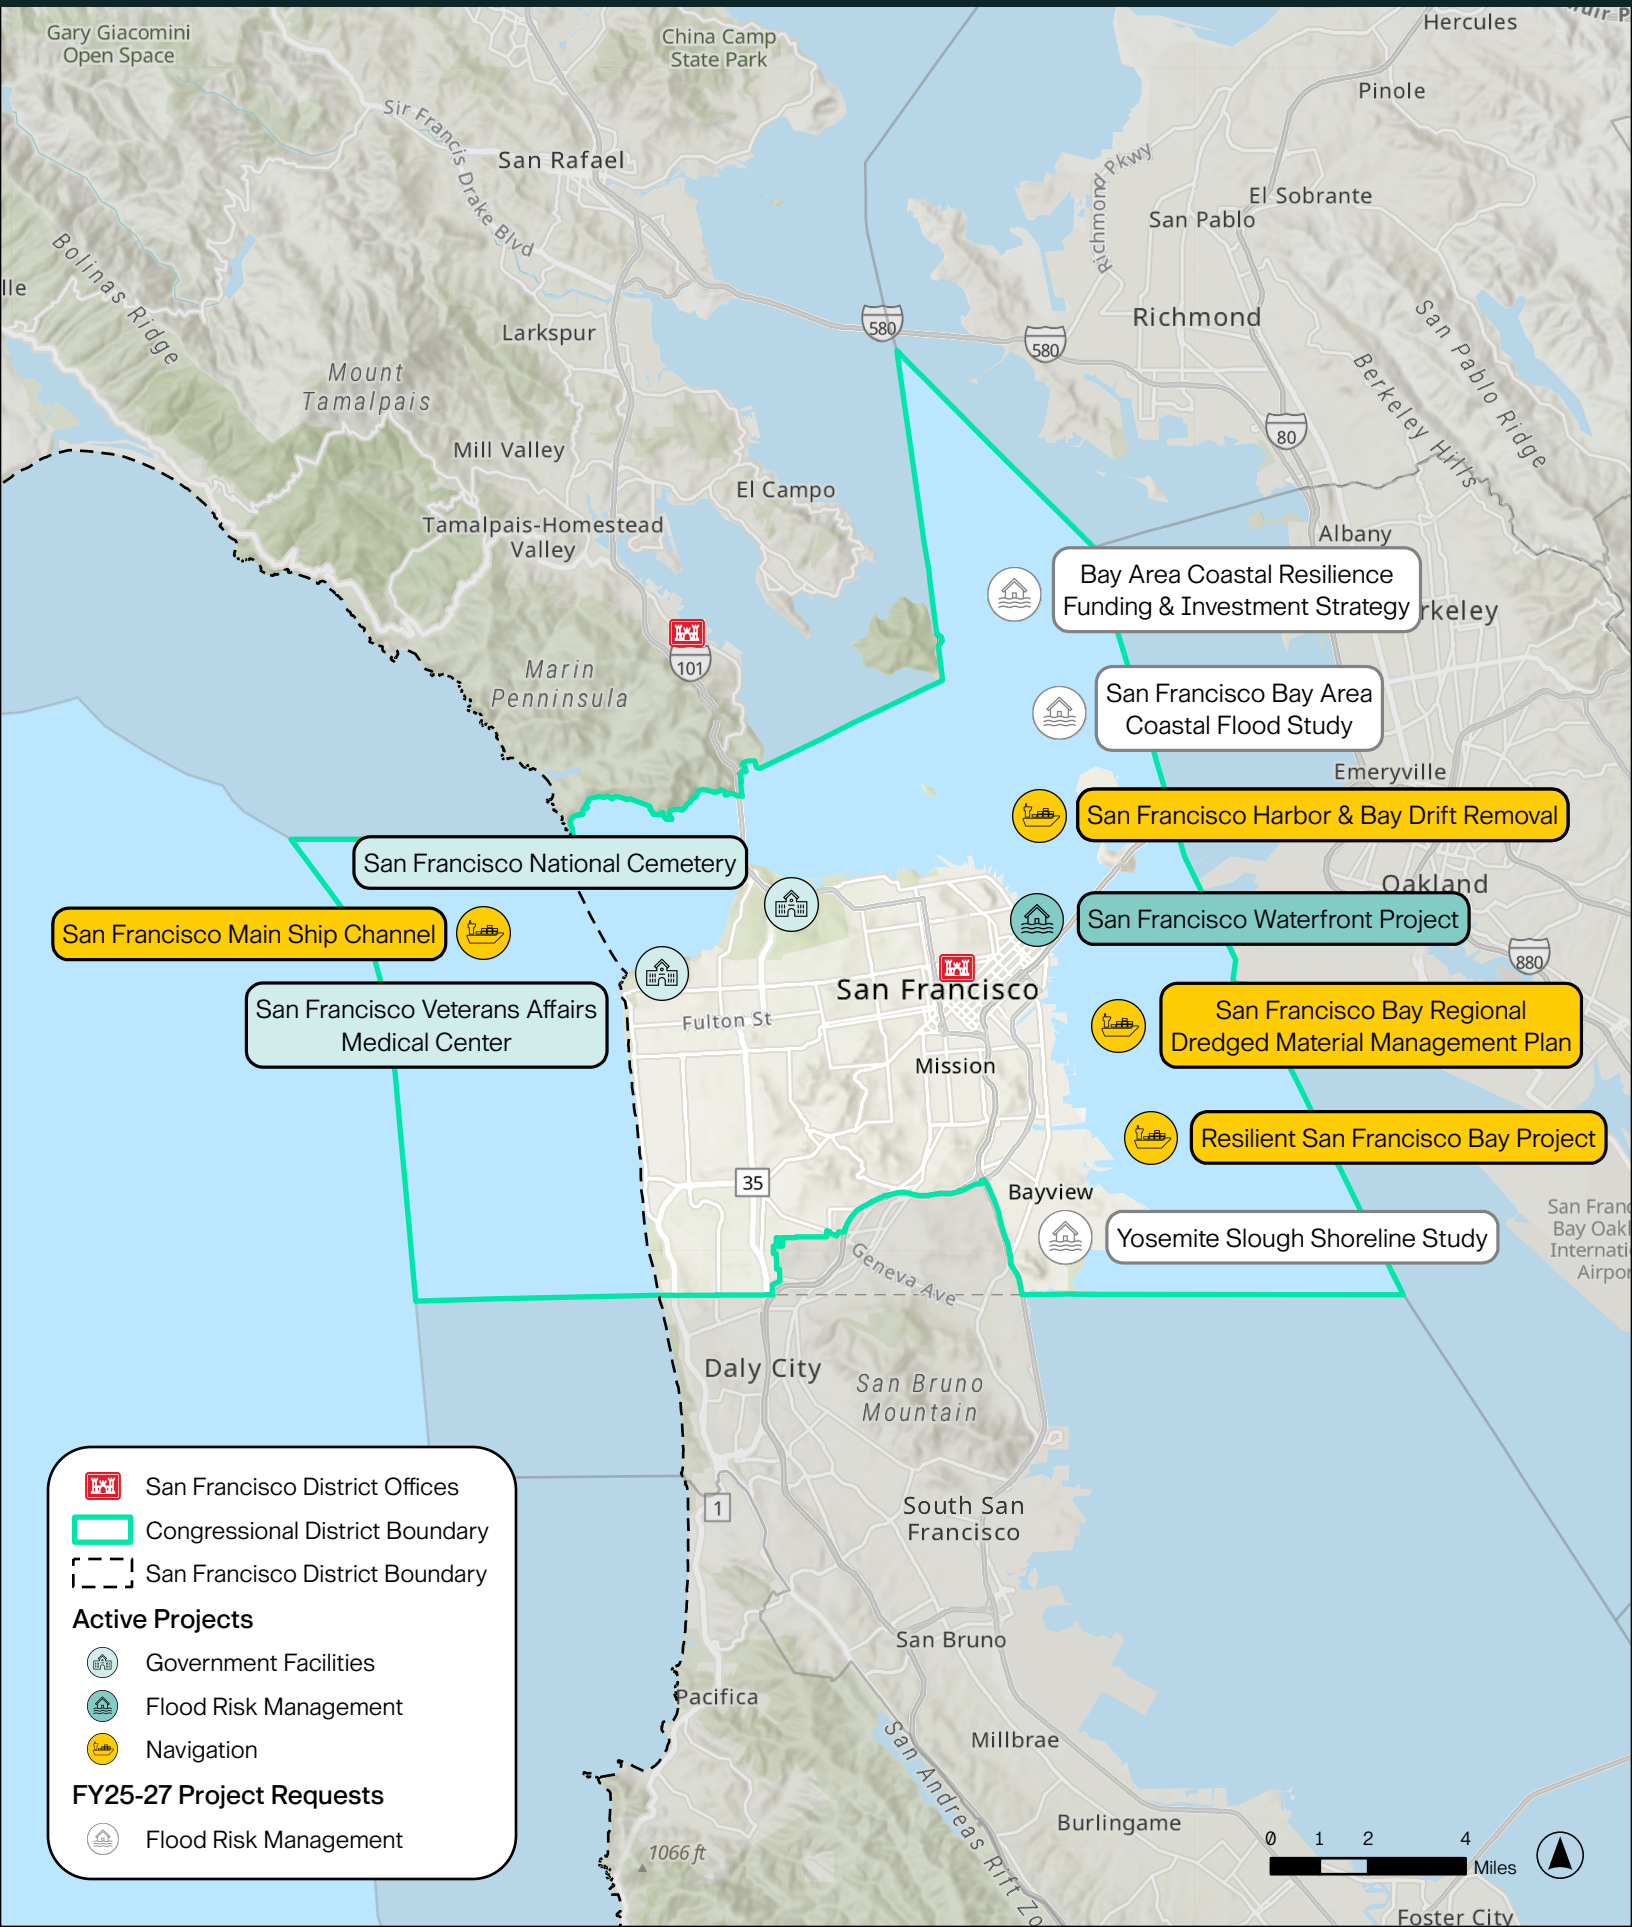 Gary Giacomini
Open Space
China Camp
State Park
Hercules
Pinole
Sir Francis Drake Blvd
San Rafael
Richmond Pkwy
El Sobrante
San Pablo
Bolinas Ridge
lle
Larkspur
580
580
Richmond
San Pablo Ridge
Mount
Tamalpais
Berkeley Hills
80
Mill Valley
El Campo
Tamalpais-Homestead
Valley
Albany
Bay Area Coastal Resilience
Funding & Investment Strategy
rkeley
101
Marin
Penninsula
San Francisco Bay Area
Coastal Flood Study
Emeryville
San Francisco Harbor & Bay Drift Removal
San Francisco National Cemetery
Oakland
San Francisco Main Ship Channel
San Francisco Waterfront Project
880
San Francisco
San Francisco Veterans Affairs
Medical Center
Fulton St
San Francisco Bay Regional
Dredged Material Management Plan
Mission
Resilient San Francisco Bay Project
35
Bayview
San Franc
Bay Oakl
Internati
Airpor
Yosemite Slough Shoreline Study
Geneva Ave
Daly City
San Bruno
Mountain
San Francisco District Offices
Congressional District Boundary
San Francisco District Boundary
Active Projects
Government Facilities
Flood Risk Management
Navigation
FY25-27 Project Requests
Flood Risk Management
1
South San
Francisco
San Bruno
Pacifica
San Andreas Rift Zo
Millbrae
Burlingame
1066 ft
0 1 2 4
Miles
Foster City